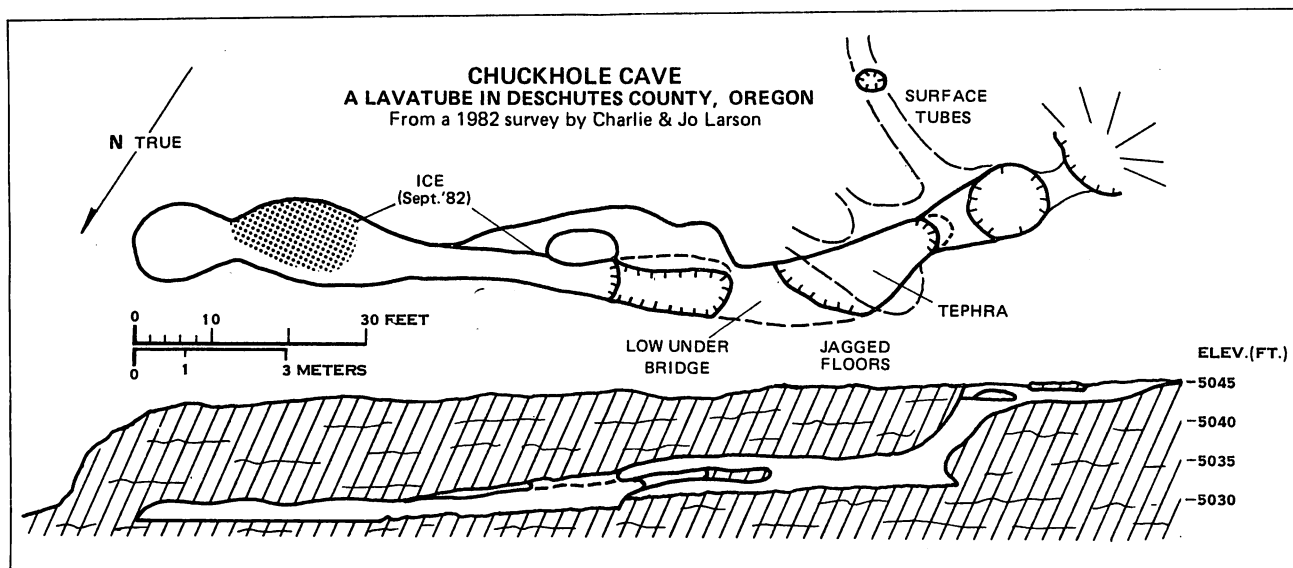 CHUCKHOLE CAVE
A LAVATUBE IN DESCHUTES COUNTY, OREGON
From a 1982 survey by Charlie & Jo Larson
N TRUE
SURFACE
TUBES
ICE
(Sept.'82)
TEPHRA
0 10 30 FEET
0 1 3 METERS
LOW UNDER
BRIDGE
JAGGED
FLOORS
ELEV.(FT.)
-5045
-5040
-5035
-5030